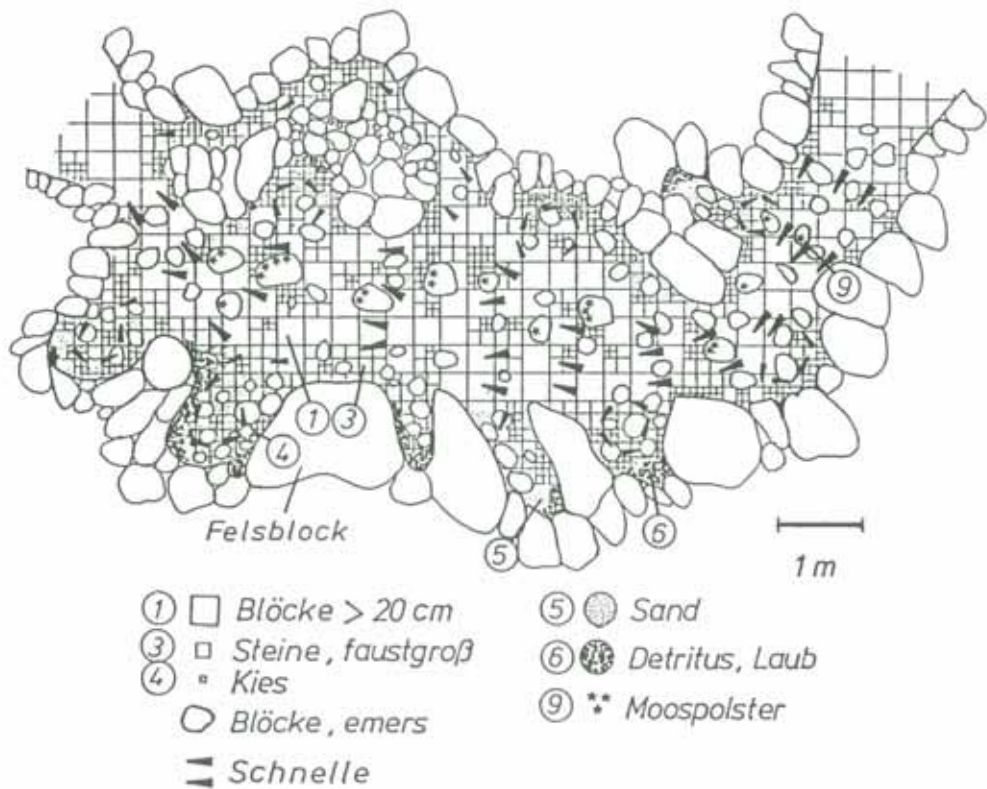 ⑨
① ③
④
Felsblock
⑤
⑥
1 m
① Blöcke > 20 cm
③ Steine, faustgroß
④ Kies
Blöcke, emers
Schnelle
⑤ Sand
⑥ Detritus, Laub
⑨ Moospolster